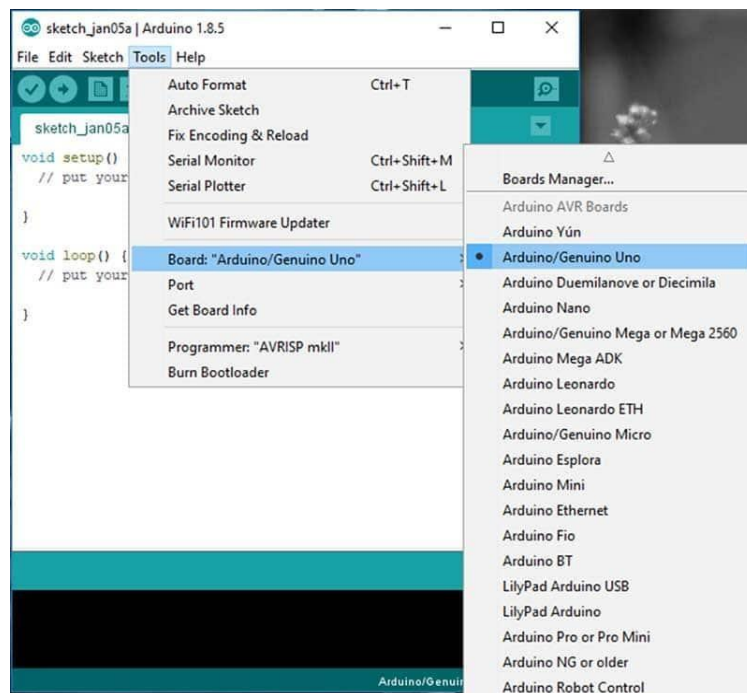 sketch_jan05a | Arduino 1.8.5
File Edit Sketch Tools Help
sketch_jan05a
void setup()
// put your
}
void loop() {
// put your
}
Auto Format Ctrl+T
Archive Sketch
Fix Encoding & Reload
Serial Monitor Ctrl+Shift+M
Serial Plotter Ctrl+Shift+L
WiFi101 Firmware Updater
Board: "Arduino/Genuino Uno"
Port
Get Board Info
Programmer: "AVRISP mkII"
Burn Bootloader
Boards Manager...
Arduino AVR Boards
Arduino Yún
Arduino/Genuino Uno
Arduino Duemilanove or Diecimila
Arduino Nano
Arduino/Genuino Mega or Mega 2560
Arduino Mega ADK
Arduino Leonardo
Arduino Leonardo ETH
Arduino/Genuino Micro
Arduino Esplora
Arduino Mini
Arduino Ethernet
Arduino Fio
Arduino BT
LilyPad Arduino USB
LilyPad Arduino
Arduino Pro or Pro Mini
Arduino NG or older
Arduino Robot Control
Arduino/Genuin